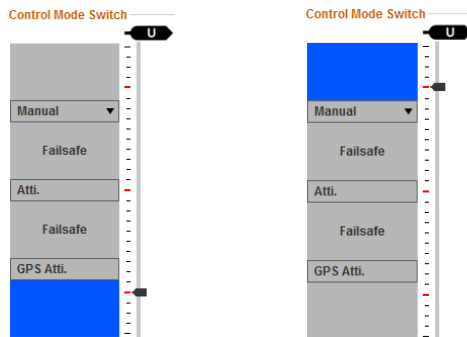 Control Mode Switch
U
Manual
Failsafe
Atti.
Failsafe
GPS Atti.
Control Mode Switch
U
Manual
Failsafe
Atti.
Failsafe
GPS Atti.